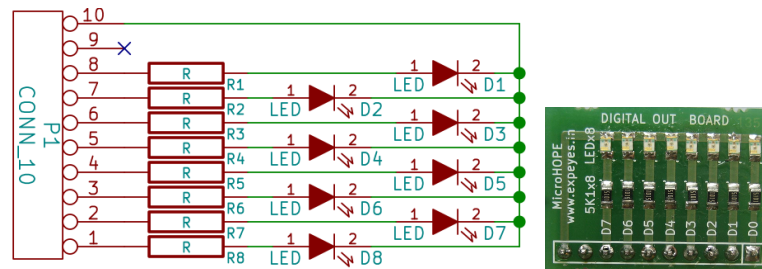 10
9
8 R R1 1 2 LED D1
7 R R2 1 2 LED D2
6 R R3 1 2 LED D3
5 R R4 1 2 LED D4
4 R R5 1 2 LED D5
3 R R6 1 2 LED D6
2 R R7 1 2 LED D7
1 R R8 1 2 LED D8
P1
CONN_10
DIGITAL OUT BOARD
MicroHOPE
www.expeyes.in
5K1x8 LEDx8
D7 D6 D5 D4 D3 D2 D1 D0